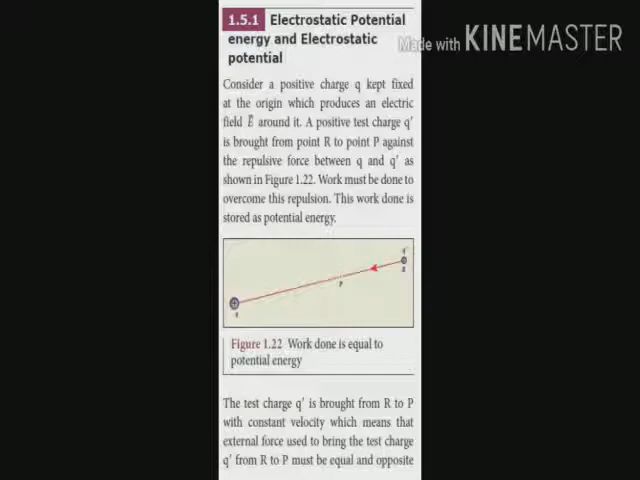 1.5.1 Electrostatic Potential
energy and Electrostatic
potential
Made with KINEMASTER
Consider a positive charge q kept fixed
at the origin which produces an electric
field E⃗ around it. A positive test charge q′
is brought from point R to point P against
the repulsive force between q and q′ as
shown in Figure 1.22. Work must be done to
overcome this repulsion. This work done is
stored as potential energy.
q′
R
P
q
Figure 1.22 Work done is equal to
potential energy
The test charge q′ is brought from R to P
with constant velocity which means that
external force used to bring the test charge
q′ from R to P must be equal and opposite